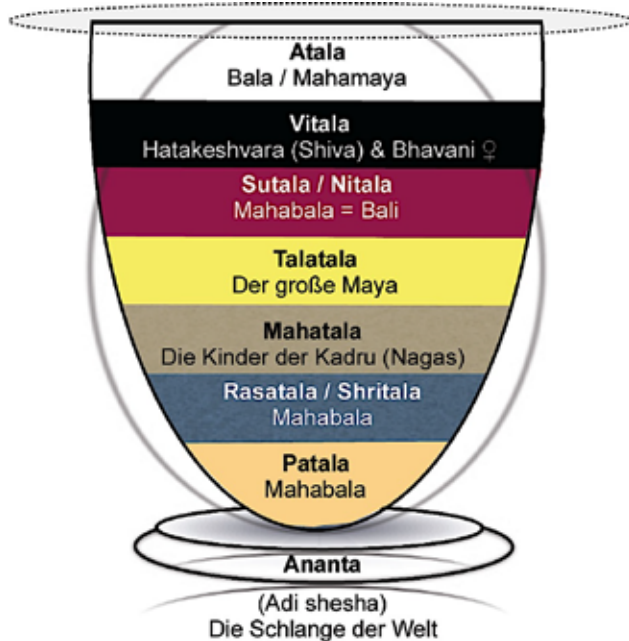 Atala
Bala / Mahamaya
Vitala
Hatakeshvara (Shiva) & Bhavani ♀
Sutala / Nitala
Mahabala = Bali
Talatala
Der große Maya
Mahatala
Die Kinder der Kadru (Nagas)
Rasatala / Shritala
Mahabala
Patala
Mahabala
Ananta
(Adi shesha)
Die Schlange der Welt